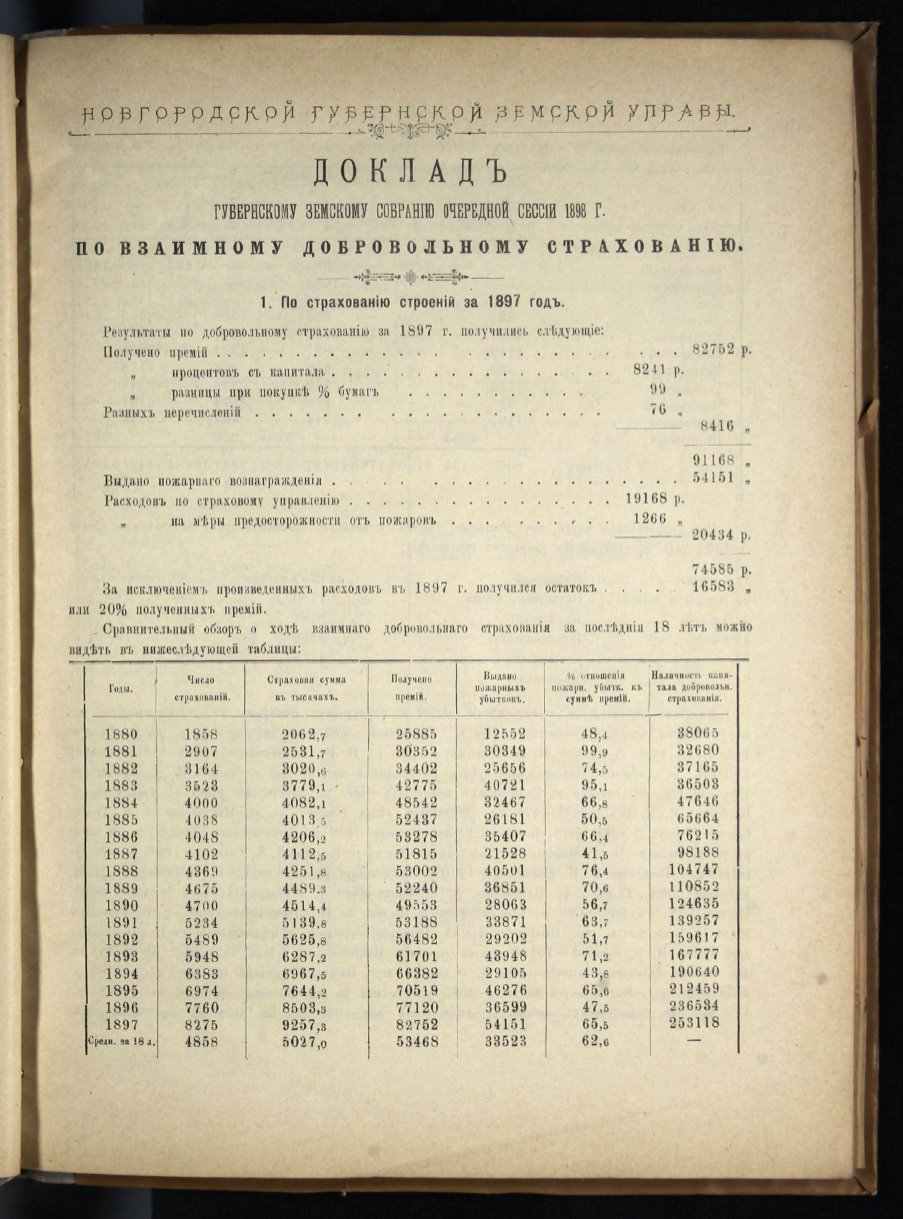 НОВГОРОДСКОЙ ГУБЕРНСКОЙ ЗЕМСКОЙ УПРАВЫ.
ДОКЛАДЪ
ГУБЕРНСКОМУ ЗЕМСКОМУ СОБРАНІЮ ОЧЕРЕДНОЙ СЕССІИ 1898 Г.
ПО ВЗАИМНОМУ ДОБРОВОЛЬНОМУ СТРАХОВАНІЮ.
1. По страхованію строеній за 1897 годъ.
Результаты по добровольному страхованію за 1897 г. получились слѣдующіе:
Получено премій . . . . . . . . . . . . . . . . . . . . 82752 р.
„ процентовъ съ капитала . . . . . . . . . . . . . . . . 8241 р.
„ разницы при покупкѣ % бумагъ . . . . . . . . . . . 99 „
Разныхъ перечисленій . . . . . . . . . . . . . . . . . . 76 „
8416 „
91168 „
Выдано пожарнаго вознагражденія . . . . . . . . . . . . . . . . . . . . 54151 „
Расходовъ по страховому управленію . . . . . . . . . . . . . . . 19168 р.
„ на мѣры предосторожности отъ пожаровъ . . . . . . . . . . 1266 „
20434 р.
74585 р.
За исключеніемъ произведенныхъ расходовъ въ 1897 г. получился остатокъ . . . . 16583 „
или 20% полученныхъ премій.
Сравнительный обзоръ о ходѣ взаимнаго добровольнаго страхованія за послѣднія 18 лѣтъ можно
видѣть въ нижеслѣдующей таблицы:
Годы. Число страхованій. Страховая сумма въ тысячахъ. Получено премій. Выдано пожарныхъ убытковъ. % отношенія пожарн. убытк. къ суммѣ премій. Наличность капитала добровольн. страхованія.
1880 1858 2062,7 25885 12552 48,4 38065
1881 2907 2531,7 30352 30349 99,9 32680
1882 3164 3020,6 34402 25656 74,5 37165
1883 3523 3779,1 42775 40721 95,1 36503
1884 4000 4082,1 48542 32467 66,8 47646
1885 4038 4013,5 52437 26181 50,5 65664
1886 4048 4206,2 53278 35407 66,4 76215
1887 4102 4112,5 51815 21528 41,5 98188
1888 4369 4251,8 53002 40501 76,4 104747
1889 4675 4489,3 52240 36851 70,6 110852
1890 4700 4514,4 49553 28063 56,7 124635
1891 5234 5139,8 53188 33871 63,7 139257
1892 5489 5625,8 56482 29202 51,7 159617
1893 5948 6287,2 61701 43948 71,2 167777
1894 6383 6967,5 66382 29105 43,8 190640
1895 6974 7644,2 70519 46276 65,6 212459
1896 7760 8503,3 77120 36599 47,5 236534
1897 8275 9257,3 82752 54151 65,5 253118
Средн. за 18 л. 4858 5027,0 53468 33523 62,6 —